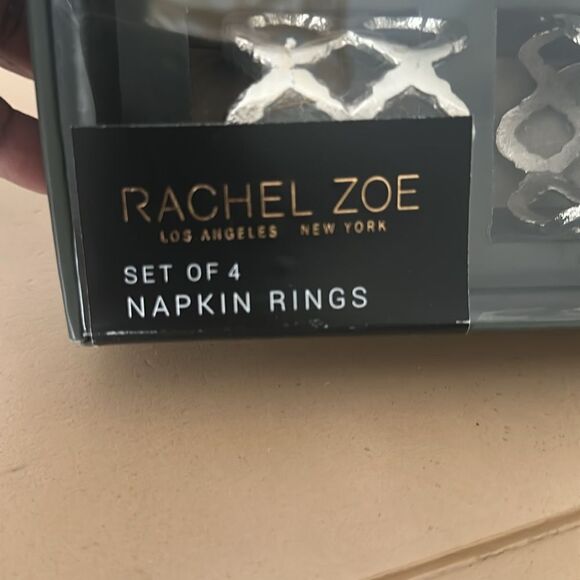 RACHEL ZOE
LOS ANGELES NEW YORK
SET OF 4
NAPKIN RINGS